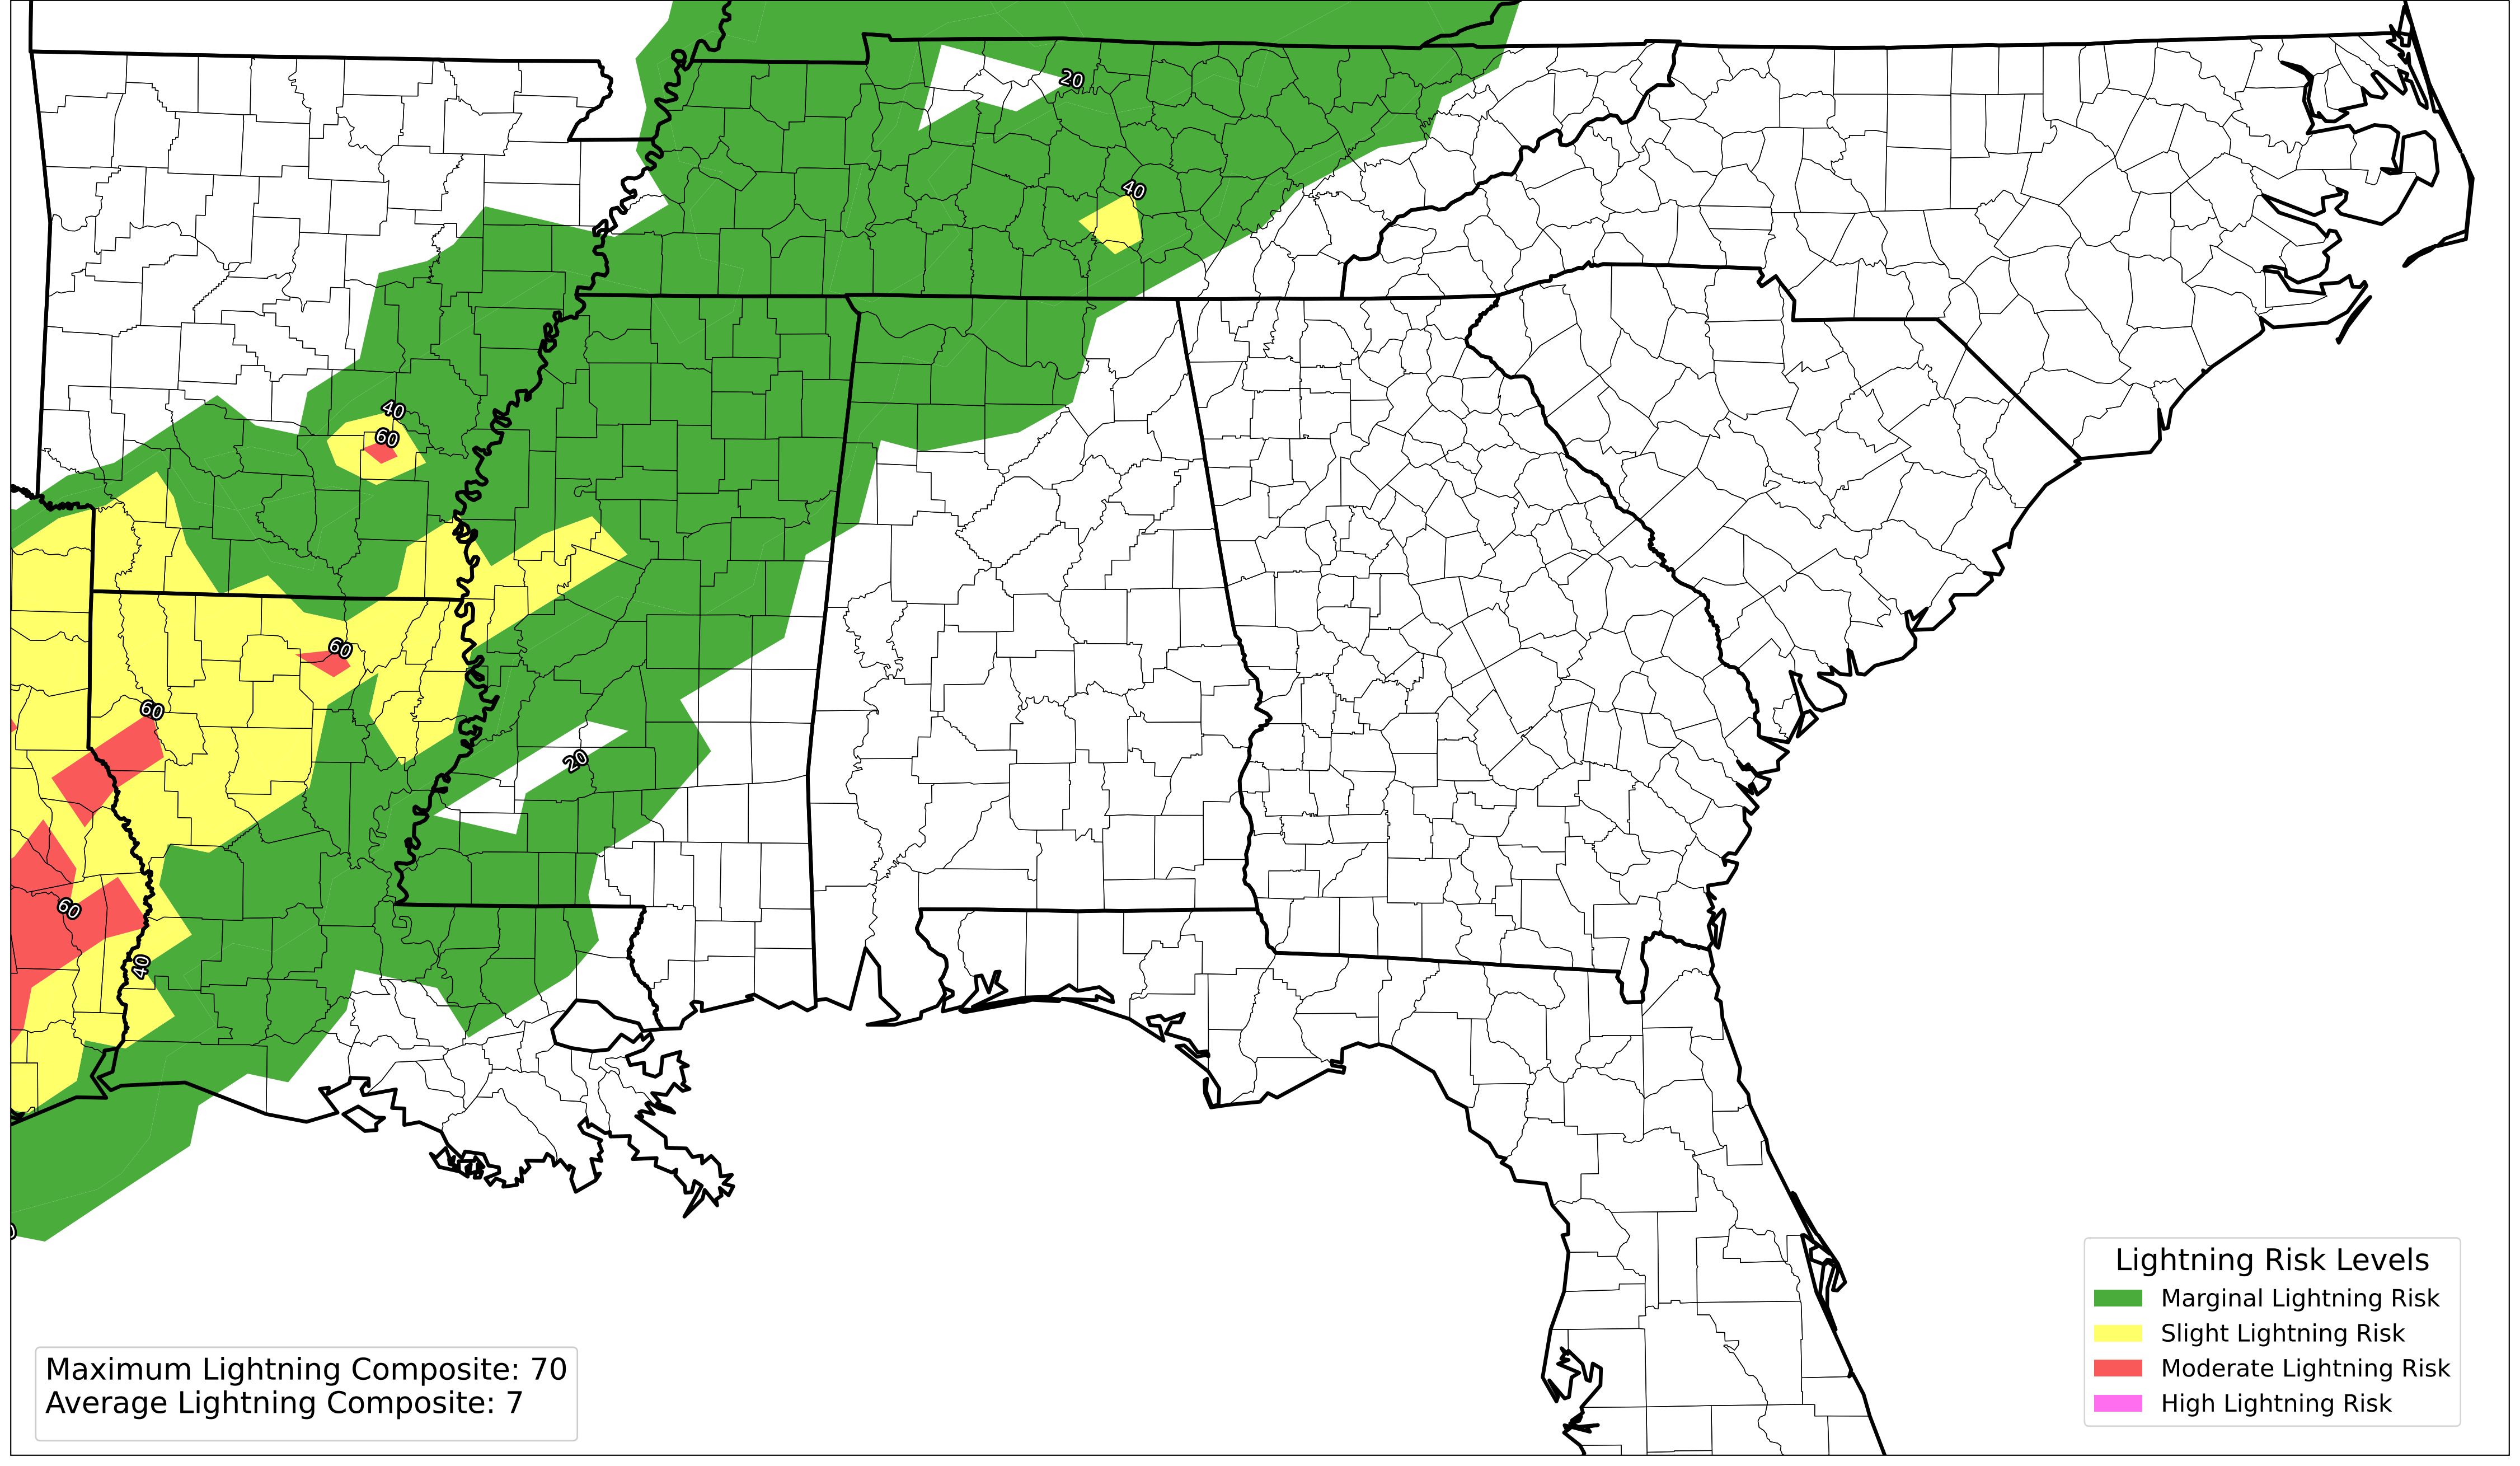 20
40
40
60
60
60
20
60
40
Lightning Risk Levels
Marginal Lightning Risk
Slight Lightning Risk
Moderate Lightning Risk
High Lightning Risk
Maximum Lightning Composite: 70
Average Lightning Composite: 7